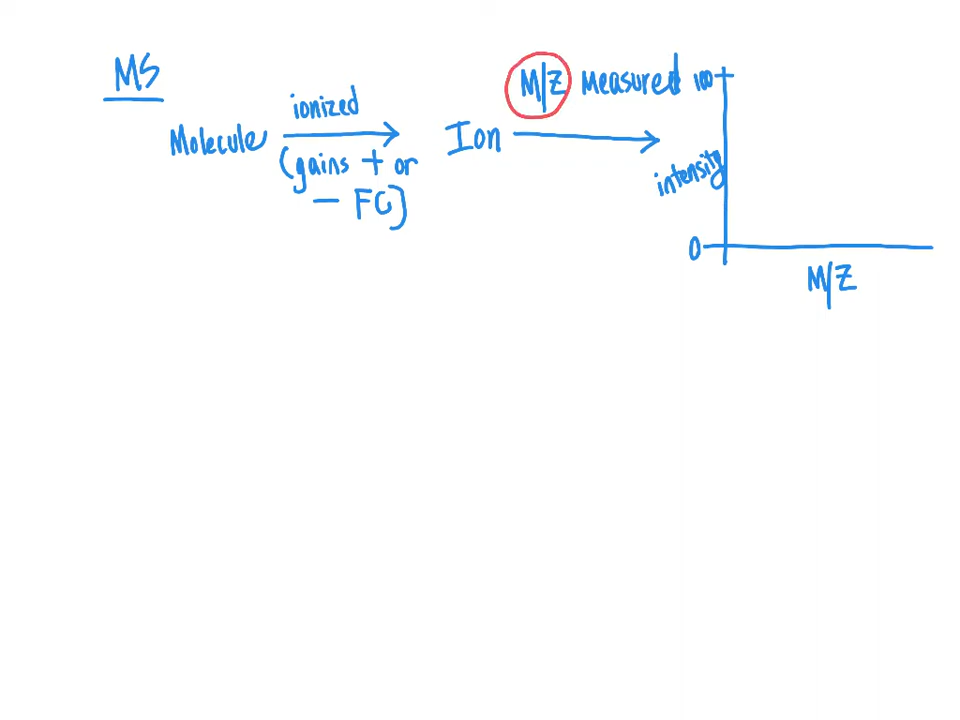 MS
Molecule
ionized
(gains + or
– FC)
Ion
M/Z Measured
100
intensity
0
M/Z